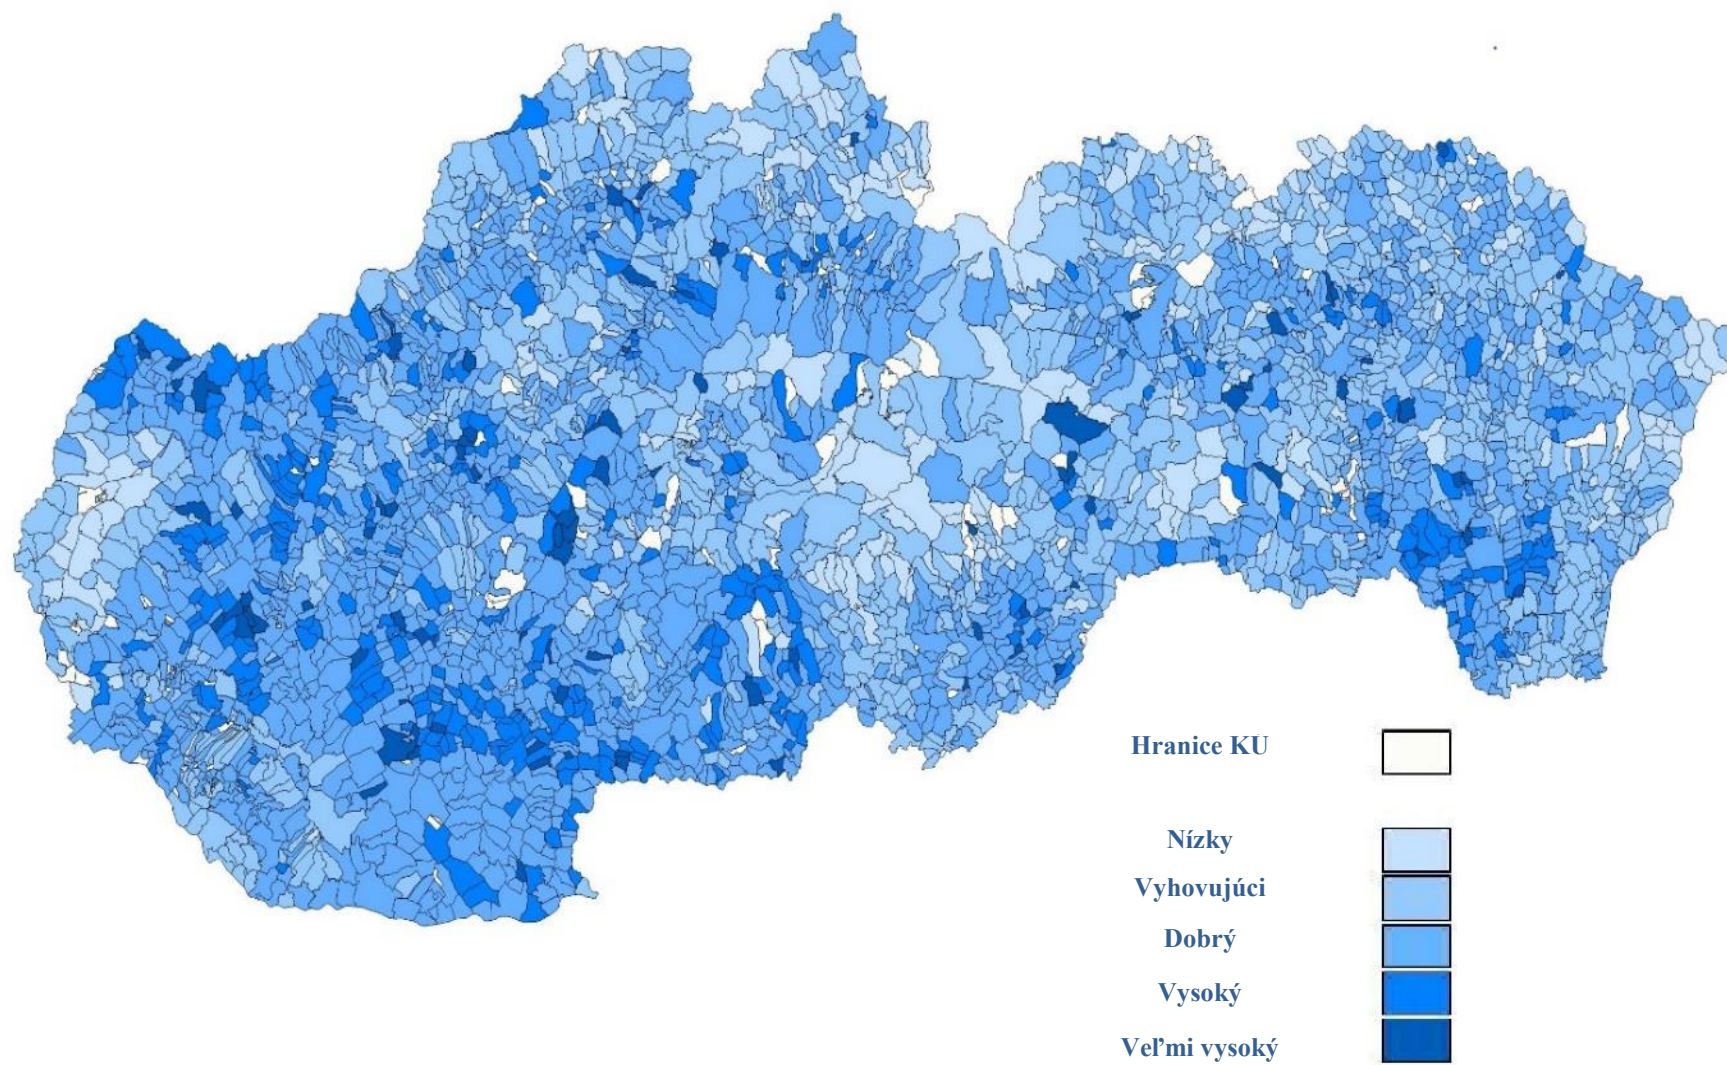 Hranice KU
Nízky
Vyhovujúci
Dobrý
Vysoký
Veľmi vysoký